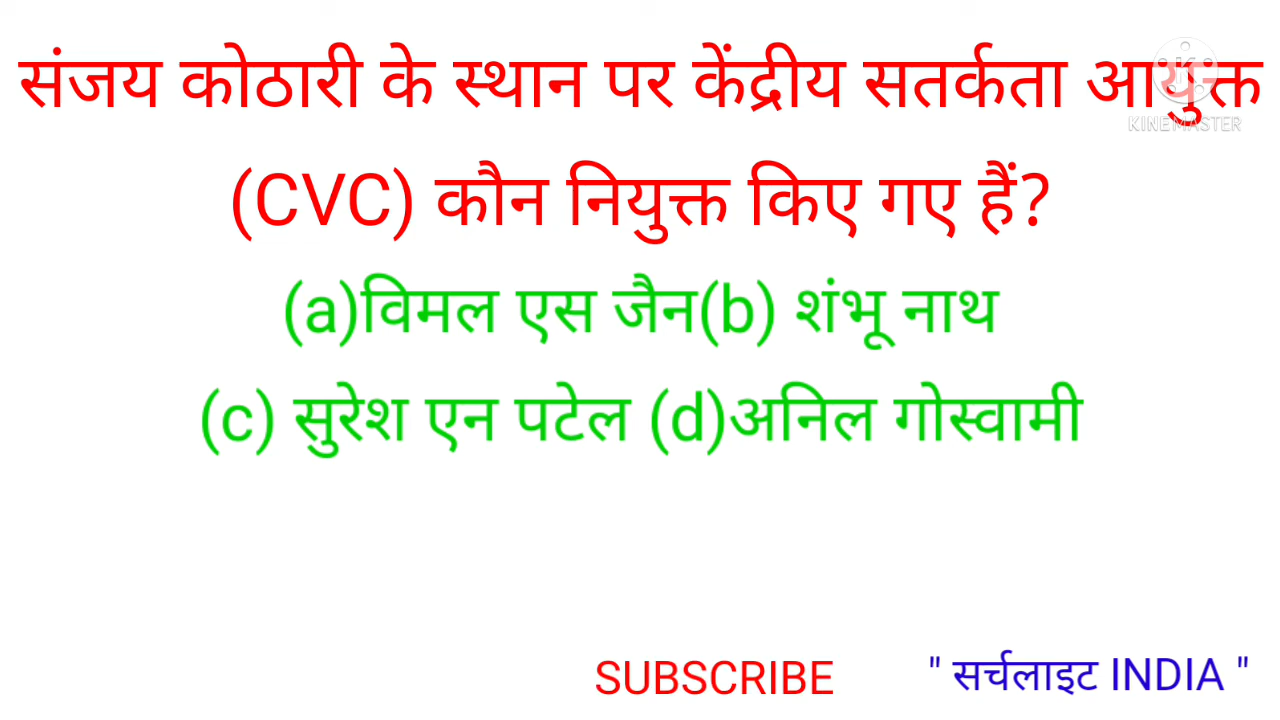 संजय कोठारी के स्थान पर केंद्रीय सतर्कता आयुक्त
KINEMASTER
(CVC) कौन नियुक्त किए गए हैं?
(a)विमल एस जैन(b) शंभू नाथ
(c) सुरेश एन पटेल (d)अनिल गोस्वामी
SUBSCRIBE
" सर्चलाइट INDIA "